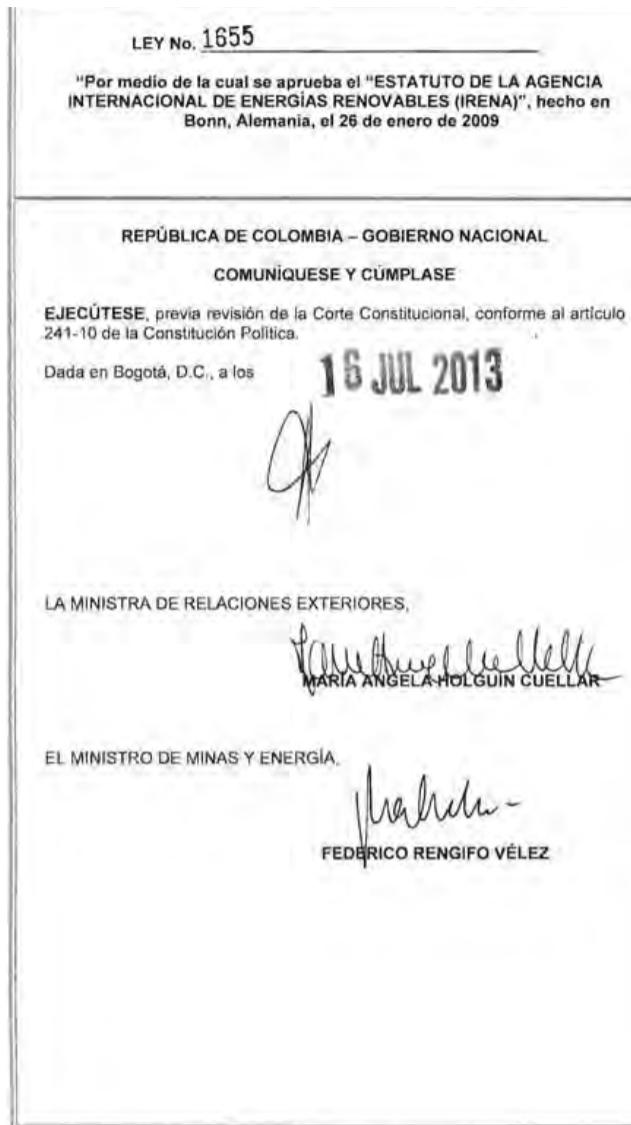 LEY No. 1655
"Por medio de la cual se aprueba el "ESTATUTO DE LA AGENCIA
INTERNACIONAL DE ENERGÍAS RENOVABLES (IRENA)", hecho en
Bonn, Alemania, el 26 de enero de 2009
REPÚBLICA DE COLOMBIA – GOBIERNO NACIONAL
COMUNÍQUESE Y CÚMPLASE
EJECÚTESE, previa revisión de la Corte Constitucional, conforme al artículo
241-10 de la Constitución Política.
Dada en Bogotá, D.C., a los 16 JUL 2013
LA MINISTRA DE RELACIONES EXTERIORES,
MARÍA ANGELA HOLGUÍN CUELLAR
EL MINISTRO DE MINAS Y ENERGÍA,
FEDERICO RENGIFO VÉLEZ